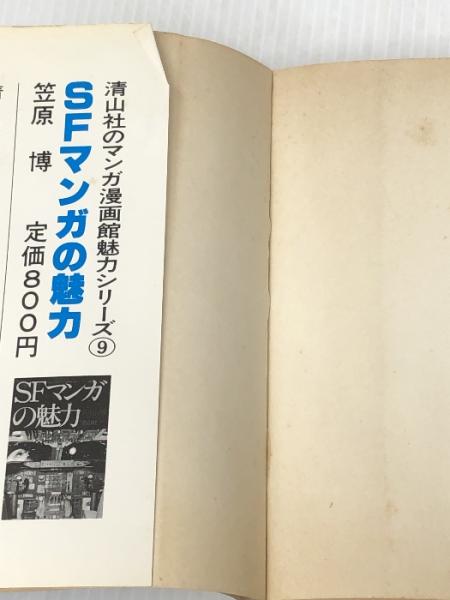 清山社のマンガ漫画館魅力シリーズ⑨
SFマンガの魅力
笠原 博 定価800円
SFマンガ
の魅力